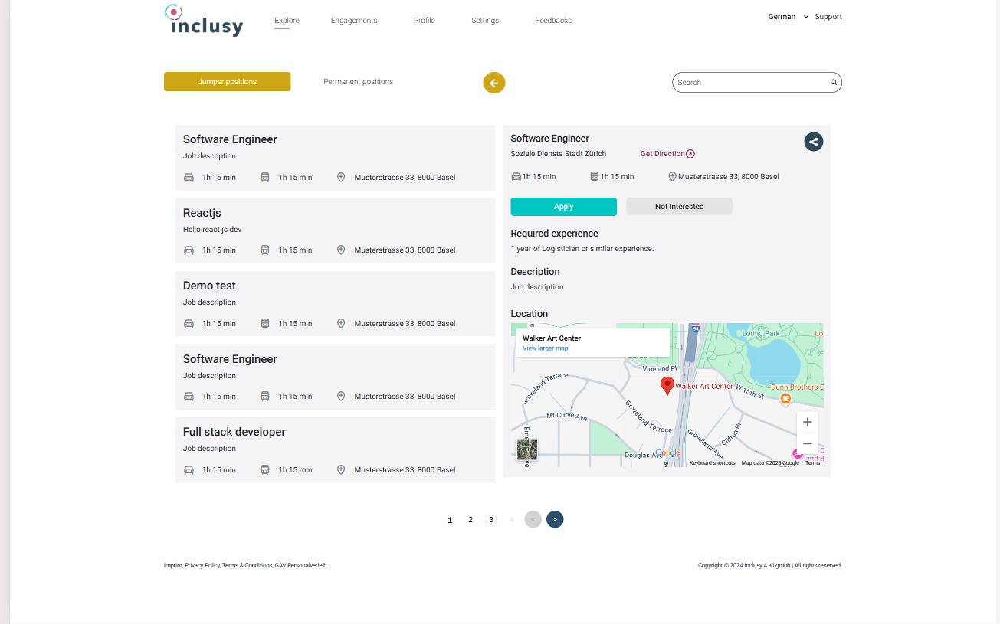 inclusy
Explore
Engagements
Profile
Settings
Feedbacks
German
Support
Jumper positions
Permanent positions
Search
Software Engineer
Job description
1h 15 min
1h 15 min
Musterstrasse 33, 8000 Basel
Reactjs
Hello react js dev
1h 15 min
1h 15 min
Musterstrasse 33, 8000 Basel
Demo test
Job description
1h 15 min
1h 15 min
Musterstrasse 33, 8000 Basel
Software Engineer
Job description
1h 15 min
1h 15 min
Musterstrasse 33, 8000 Basel
Full stack developer
Job description
1h 15 min
1h 15 min
Musterstrasse 33, 8000 Basel
Software Engineer
Soziale Dienste Stadt Zürich
Get Direction
1h 15 min
1h 15 min
Musterstrasse 33, 8000 Basel
Apply
Not Interested
Required experience
1 year of Logistician or similar experience.
Description
Job description
Location
Walker Art Center
View larger map
94
Loring Park
Lo
Vineland Pl
Walker Art Center
W 15th St
Dunn Brothers C
Groveland Terrace
Mt Curve Ave
Groveland Terrace
Groveland Ave
Clifton Pl
Douglas Ave
Google
and B
Keyboard shortcuts
Map data ©2025 Google
Terms
1 2 3 4 < >
Imprint, Privacy Policy, Terms & Conditions, GAV Personalverleih
Copyright © 2024 inclusy 4 all gmbh | All rights reserved.